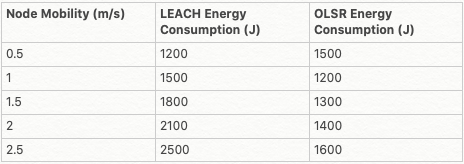 Node Mobility (m/s) LEACH Energy Consumption (J) OLSR Energy Consumption (J)
0.5 1200 1500
1 1500 1200
1.5 1800 1300
2 2100 1400
2.5 2500 1600